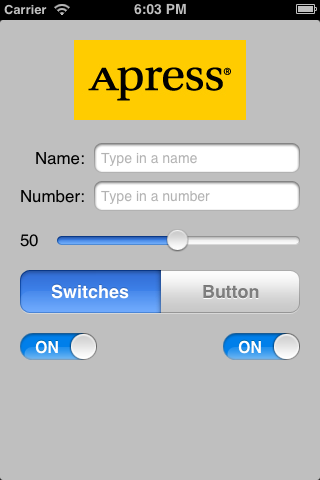 Carrier 6:03 PM
Apress®
Name: Type in a name
Number: Type in a number
50
Switches Button
ON ON